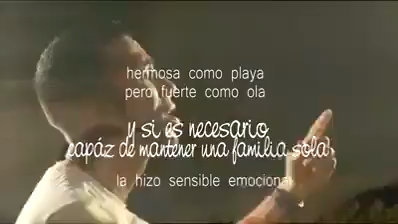 hermosa como playa
pero fuerte como ola
y si es necesario,
capáz de mantener una familia sola
la hizo sensible emocional